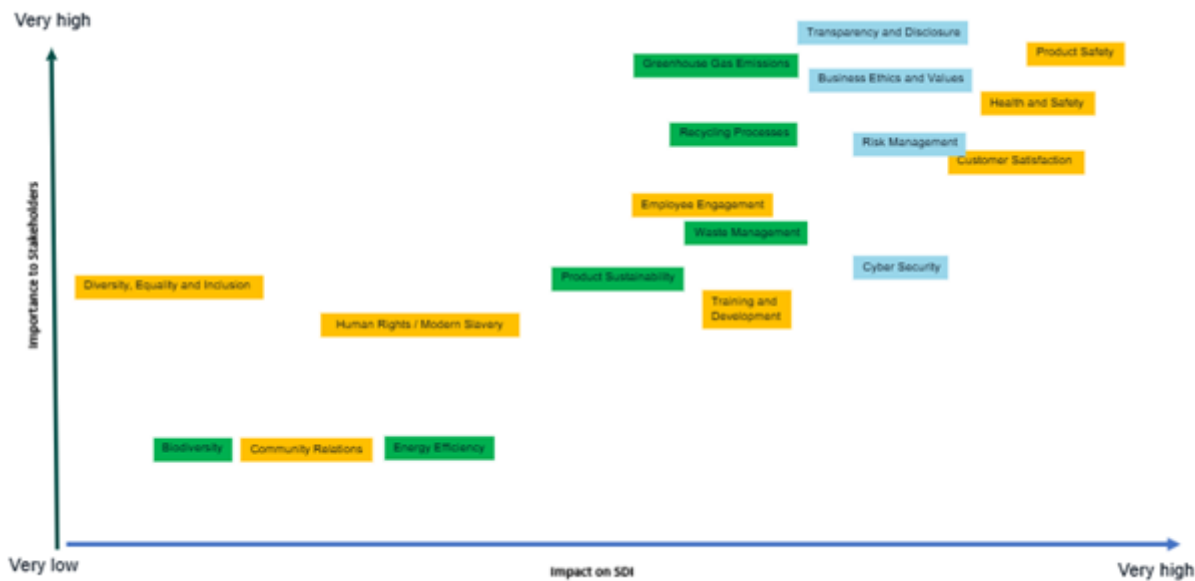 Very high
Transparency and Disclosure
Product Safety
Greenhouse Gas Emissions
Business Ethics and Values
Health and Safety
Recycling Processes
Risk Management
Customer Satisfaction
Importance to Stakeholders
Employee Engagement
Waste Management
Cyber Security
Product Sustainability
Diversity, Equality and Inclusion
Training and
Development
Human Rights / Modern Slavery
Biodiversity
Community Relations
Energy Efficiency
Very low
Impact on SDI
Very high